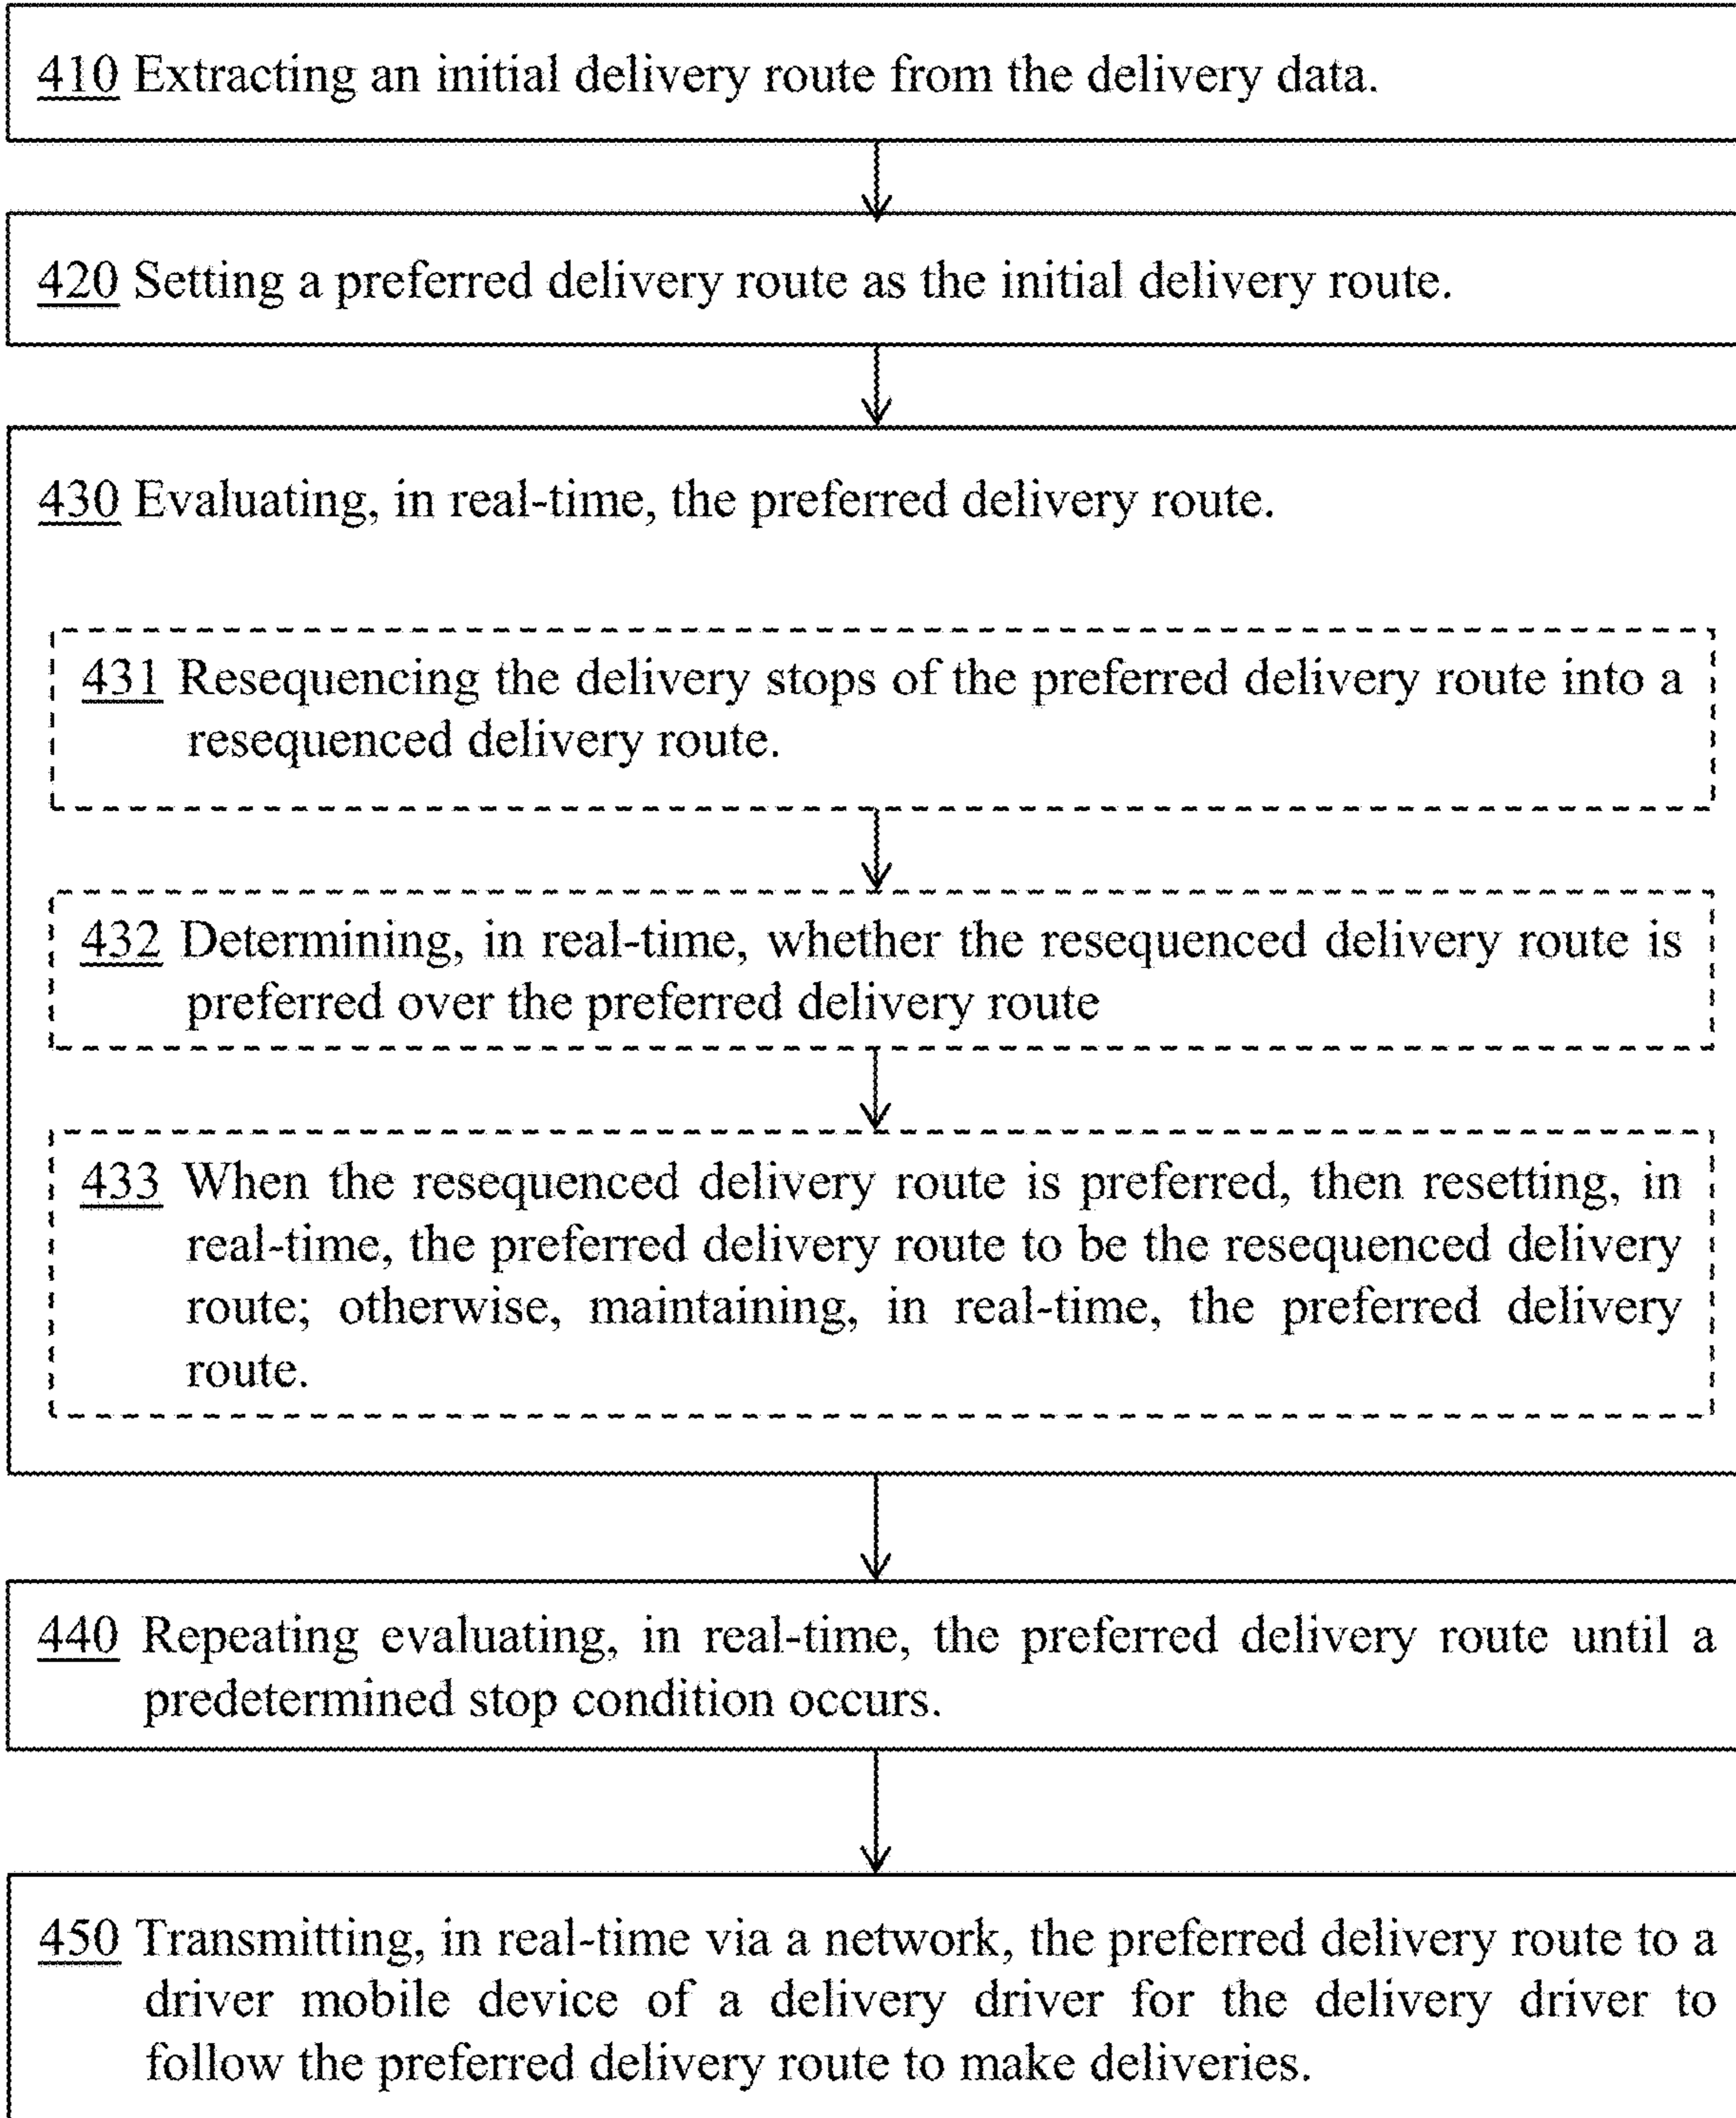 410 Extracting an initial delivery route from the delivery data.
420 Setting a preferred delivery route as the initial delivery route.
430 Evaluating, in real-time, the preferred delivery route.
431 Resequencing the delivery stops of the preferred delivery route into a
resequenced delivery route.
432 Determining, in real-time, whether the resequenced delivery route is
preferred over the preferred delivery route
433 When the resequenced delivery route is preferred, then resetting, in
real-time, the preferred delivery route to be the resequenced delivery
route; otherwise, maintaining, in real-time, the preferred delivery
route.
440 Repeating evaluating, in real-time, the preferred delivery route until a
predetermined stop condition occurs.
450 Transmitting, in real-time via a network, the preferred delivery route to a
driver mobile device of a delivery driver for the delivery driver to
follow the preferred delivery route to make deliveries.